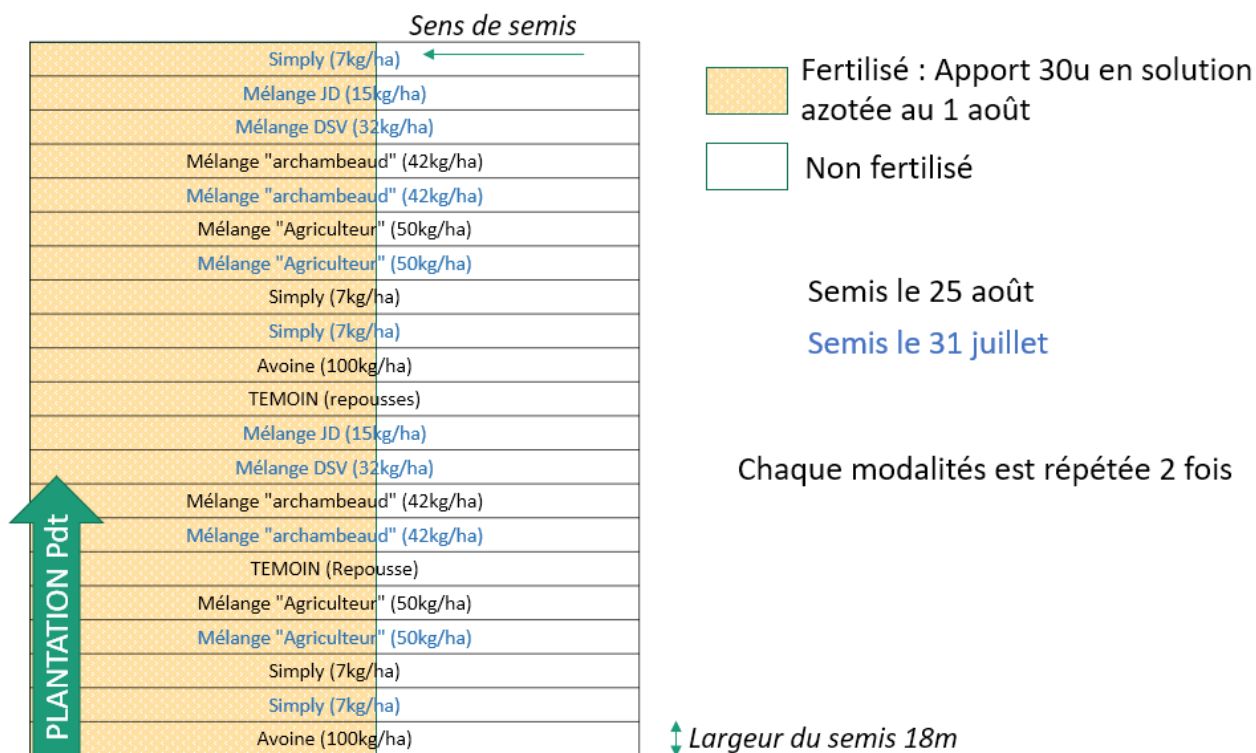 Sens de semis
Simply (7kg/ha)
Mélange JD (15kg/ha)
Mélange DSV (32kg/ha)
Mélange "archambeaud" (42kg/ha)
Mélange "archambeaud" (42kg/ha)
Mélange "Agriculteur" (50kg/ha)
Mélange "Agriculteur" (50kg/ha)
Simply (7kg/ha)
Simply (7kg/ha)
Avoine (100kg/ha)
TEMOIN (repousses)
Mélange JD (15kg/ha)
Mélange DSV (32kg/ha)
Mélange "archambeaud" (42kg/ha)
Mélange "archambeaud" (42kg/ha)
TEMOIN (Repousse)
Mélange "Agriculteur" (50kg/ha)
Mélange "Agriculteur" (50kg/ha)
Simply (7kg/ha)
Simply (7kg/ha)
Avoine (100kg/ha)
PLANTATION Pdt
Fertilisé : Apport 30u en solution
azotée au 1 août
Non fertilisé
Semis le 25 août
Semis le 31 juillet
Chaque modalités est répétée 2 fois
Largeur du semis 18m